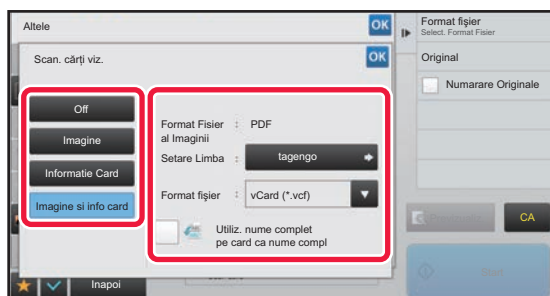 Altele
OK
Scan. cărți viz.
OK
Off
Imagine
Informatie Card
Imagine si info card
Format Fisier : PDF
al Imaginii
Setare Limba : tagengo
Format fişier : vCard (*.vcf)
Utiliz. nume complet
pe card ca nume compl
Inapoi
Format fişier
Select. Format Fisier
Original
Numarare Originale
CA
Start